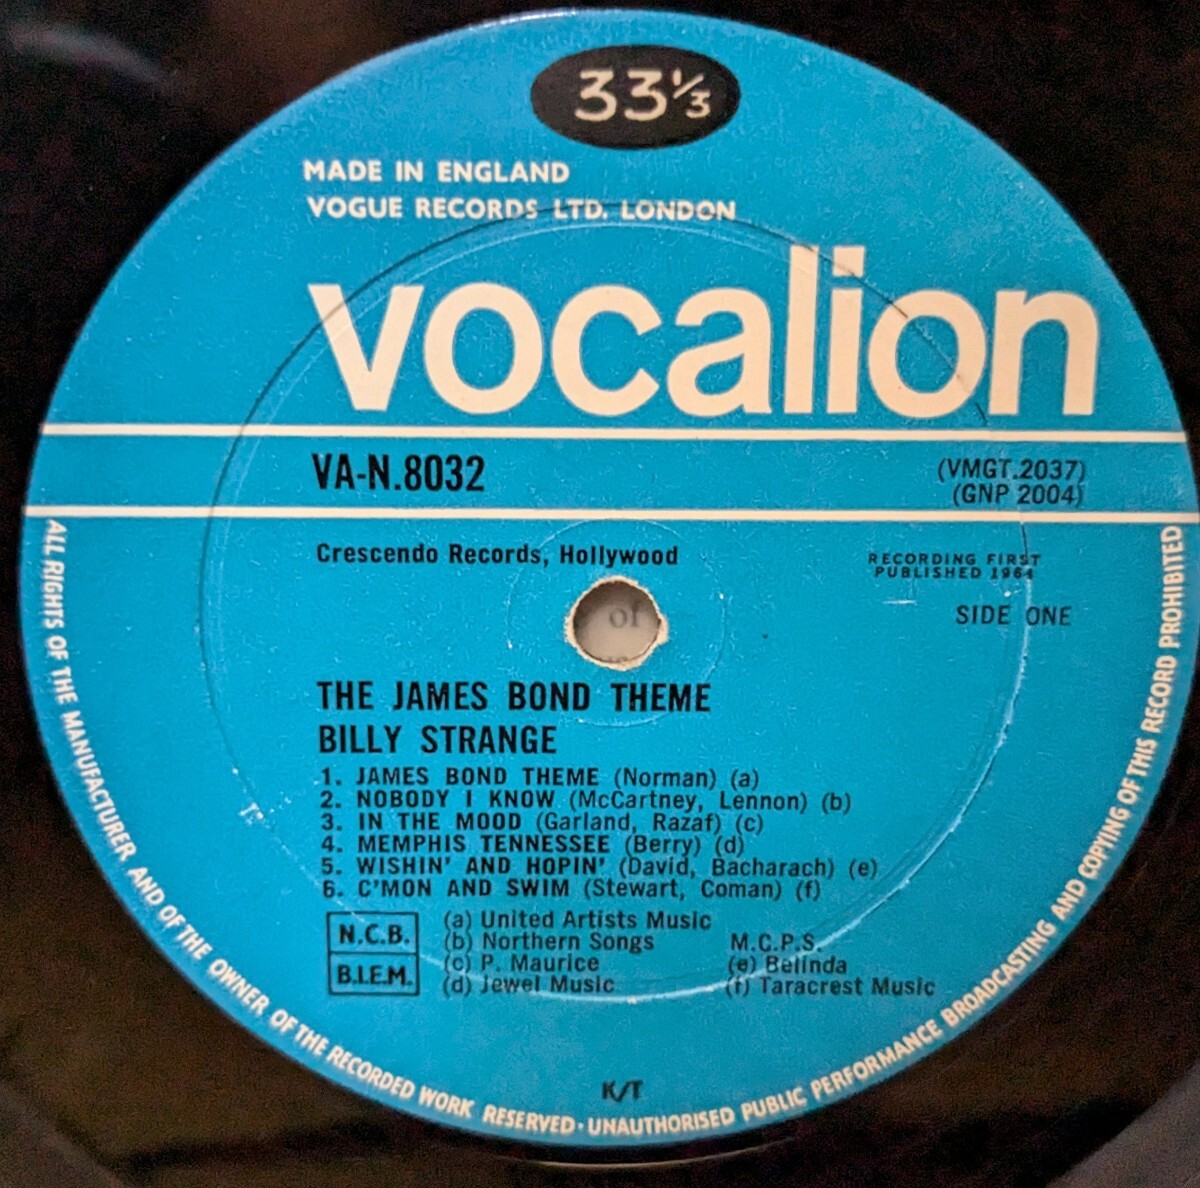 33⅓
MADE IN ENGLAND
VOGUE RECORDS LTD. LONDON
vocalion
VA-N.8032
(VMGT.2037)
(GNP 2004)
Crescendo Records, Hollywood
RECORDING FIRST
PUBLISHED 1964
SIDE ONE
of
THE JAMES BOND THEME
BILLY STRANGE
1. JAMES BOND THEME (Norman) (a)
2. NOBODY I KNOW (McCartney, Lennon) (b)
3. IN THE MOOD (Garland, Razaf) (c)
4. MEMPHIS TENNESSEE (Berry) (d)
5. WISHIN' AND HOPIN' (David, Bacharach) (e)
6. C'MON AND SWIM (Stewart, Coman) (f)
N.C.B.
B.I.E.M.
(a) United Artists Music
(b) Northern Songs
(c) P. Maurice
(d) Jewel Music
M.C.P.S.
(e) Belinda
(f) Taracrest Music
K/T
ALL RIGHTS OF THE MANUFACTURER AND OF THE OWNER OF THE RECORDED WORK RESERVED · UNAUTHORISED PUBLIC PERFORMANCE BROADCASTING AND COPYING OF THIS RECORD PROHIBITED